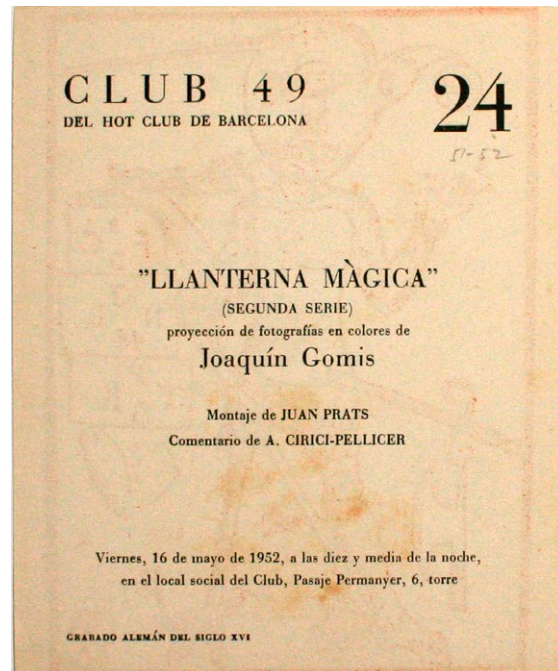 CLUB 49
24
DEL HOT CLUB DE BARCELONA
51-52
"LLANTERNA MÀGICA"
(SEGUNDA SERIE)
proyección de fotografías en colores de
Joaquín Gomis
Montaje de JUAN PRATS
Comentario de A. CIRICI-PELLICER
Viernes, 16 de mayo de 1952, a las diez y media de la noche,
en el local social del Club, Pasaje Permanyer, 6, torre
GRABADO ALEMÁN DEL SIGLO XVI